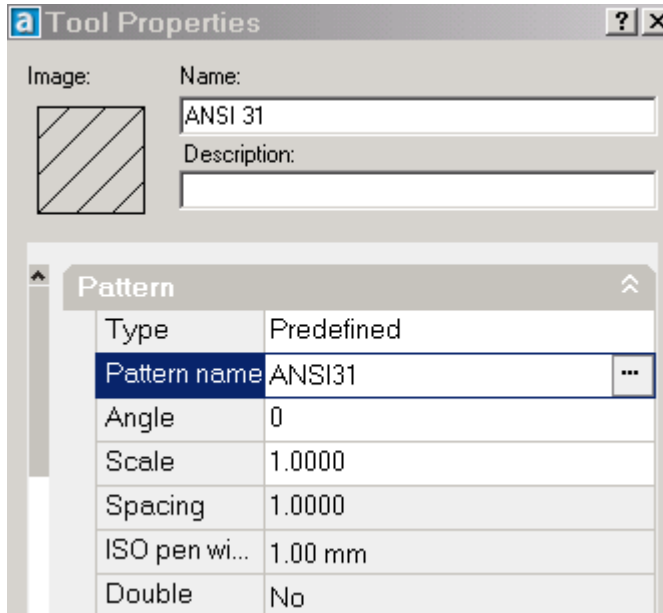 a Tool Properties ?
Image: Name:
ANSI 31
Description:
Pattern
Type Predefined
Pattern name ANSI31 ...
Angle 0
Scale 1.0000
Spacing 1.0000
ISO pen wi... 1.00 mm
Double No